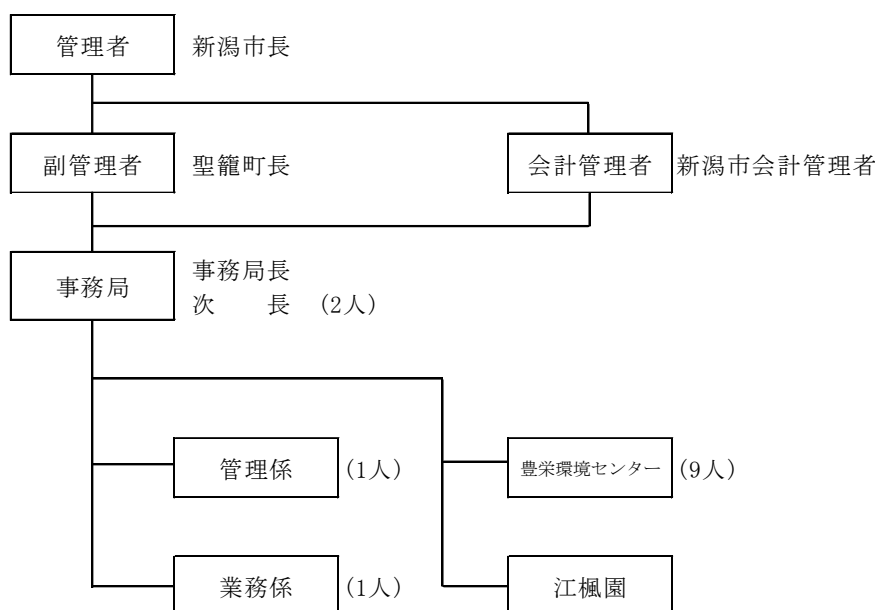 管理者 新潟市長
副管理者 聖籠町長 会計管理者 新潟市会計管理者
事務局 事務局長
次　　長 (2人)
管理係 (1人) 豊栄環境センター (9人)
業務係 (1人) 江楓園